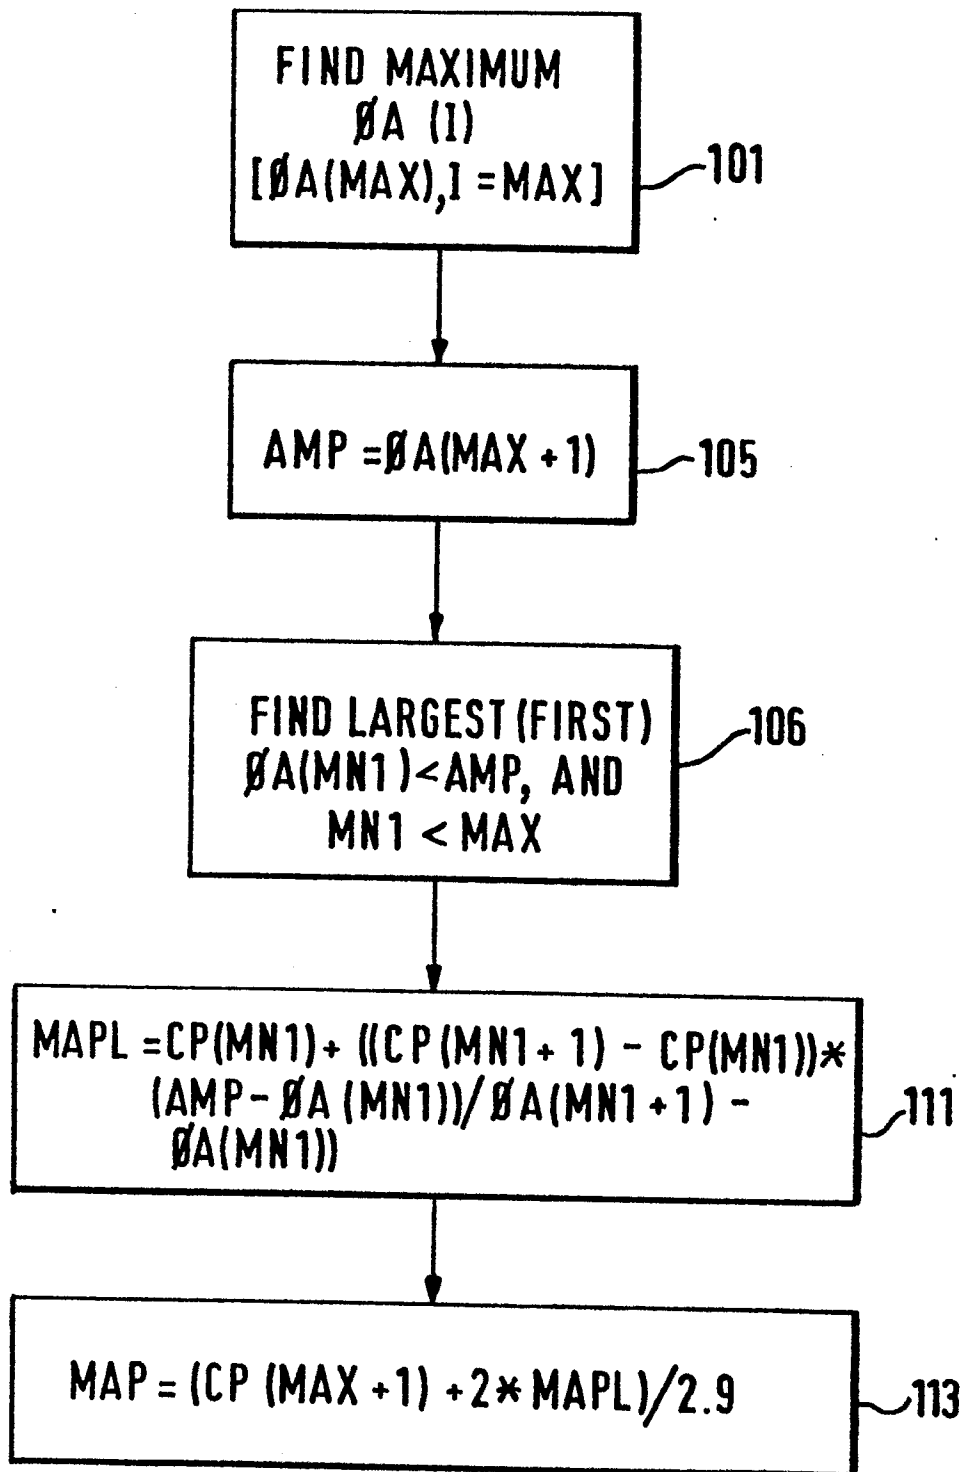 FIND MAXIMUM
ØA (I)
[ØA(MAX),I =MAX]
101
AMP =ØA(MAX +1)
105
FIND LARGEST (FIRST)
ØA(MN1)<AMP, AND
MN1 < MAX
106
MAPL =CP(MN1)+ ((CP(MN1+1) - CP(MN1))*
(AMP-ØA(MN1))/ØA(MN1+1) -
ØA(MN1))
111
MAP = (CP (MAX +1) +2* MAPL)/2.9
113